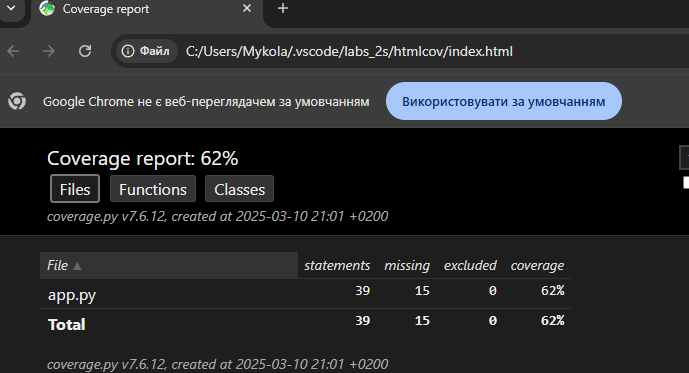 Coverage report
Файл C:/Users/Mykola/.vscode/labs_2s/htmlcov/index.html
Google Chrome не є веб-переглядачем за умовчанням Використовувати за умовчанням
Coverage report: 62%
Files Functions Classes
coverage.py v7.6.12, created at 2025-03-10 21:01 +0200
File ▲ statements missing excluded coverage
app.py 39 15 0 62%
Total 39 15 0 62%
coverage.py v7.6.12, created at 2025-03-10 21:01 +0200